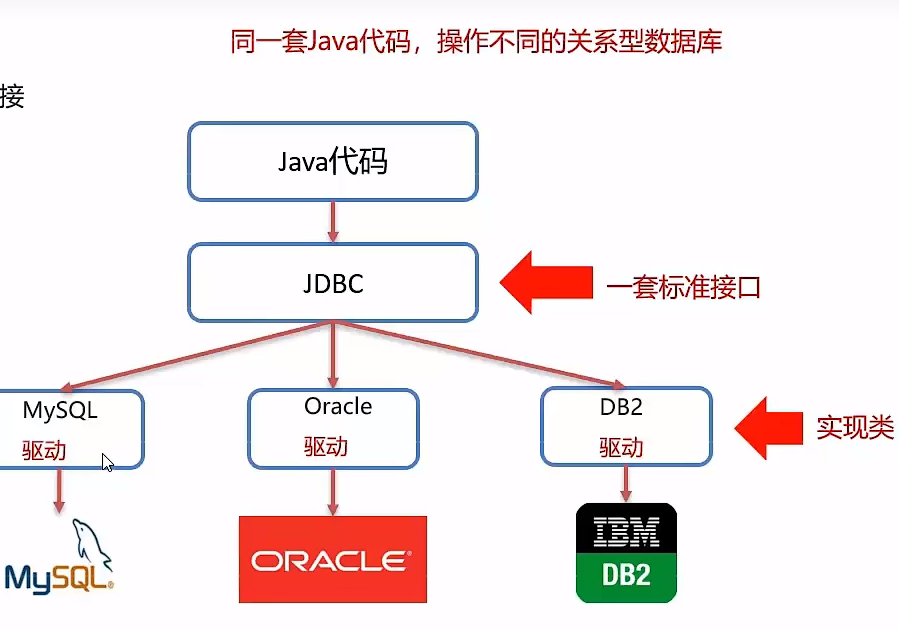 同一套Java代码，操作不同的关系型数据库
接
Java代码
JDBC
一套标准接口
MySQL
驱动
Oracle
驱动
DB2
驱动
实现类
MySQL®
ORACLE®
IBM
DB2